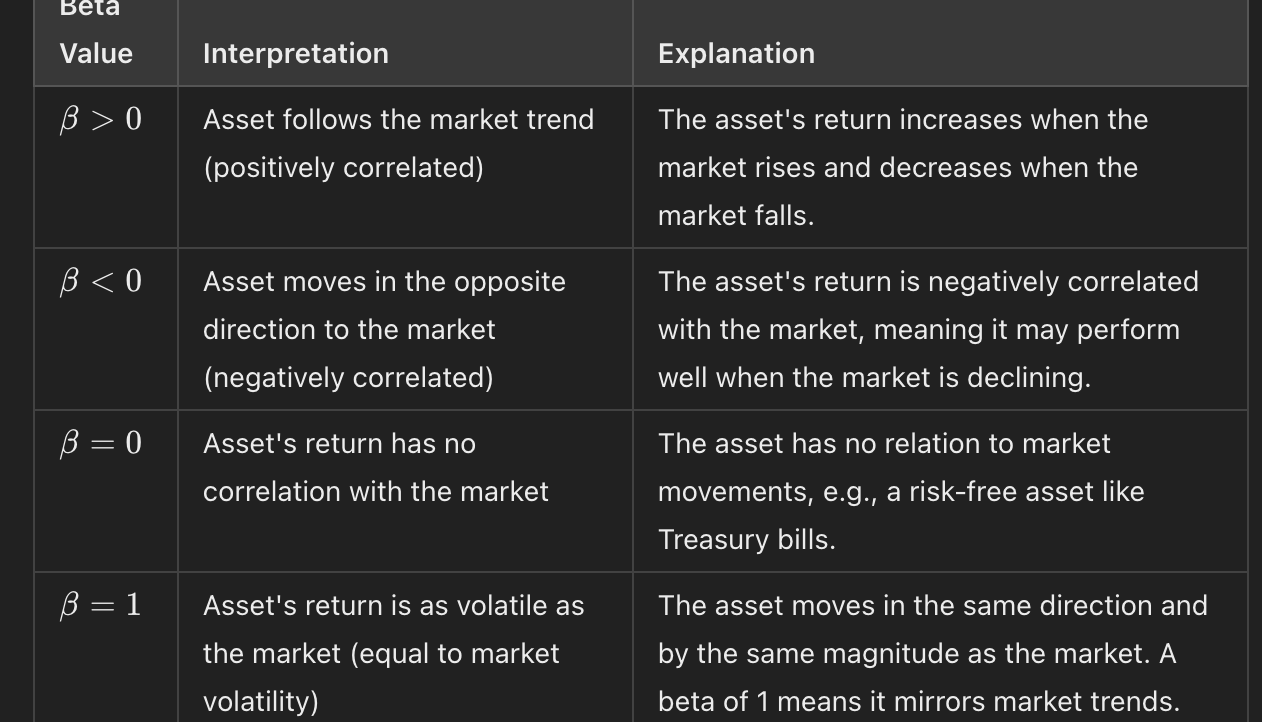 Beta
Value
Interpretation
Explanation
β > 0
Asset follows the market trend
(positively correlated)
The asset's return increases when the
market rises and decreases when the
market falls.
β < 0
Asset moves in the opposite
direction to the market
(negatively correlated)
The asset's return is negatively correlated
with the market, meaning it may perform
well when the market is declining.
β = 0
Asset's return has no
correlation with the market
The asset has no relation to market
movements, e.g., a risk-free asset like
Treasury bills.
β = 1
Asset's return is as volatile as
the market (equal to market
volatility)
The asset moves in the same direction and
by the same magnitude as the market. A
beta of 1 means it mirrors market trends.